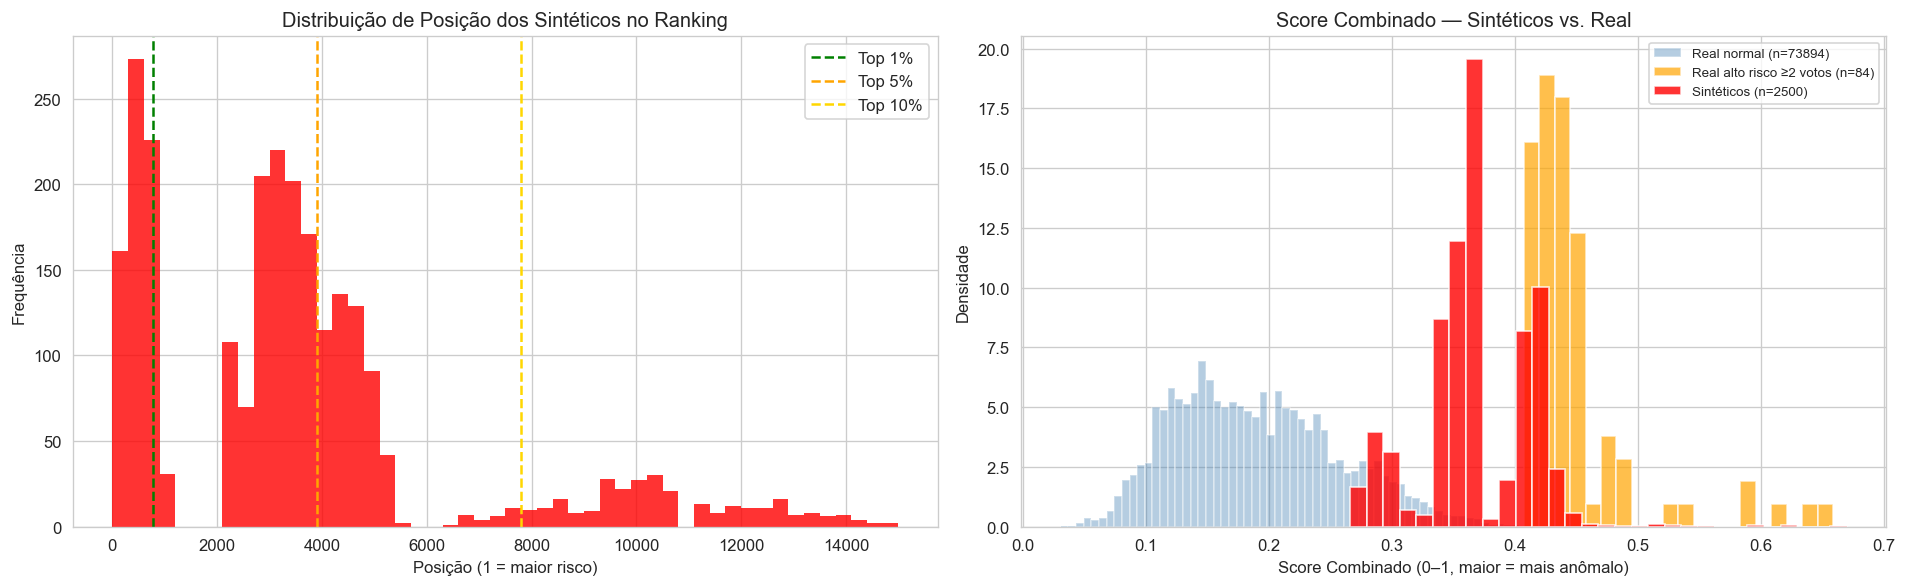 Distribuição de Posição dos Sintéticos no Ranking
Frequência
250
200
150
100
50
0
Top 1%
Top 5%
Top 10%
0 2000 4000 6000 8000 10000 12000 14000
Posição (1 = maior risco)
Score Combinado — Sintéticos vs. Real
Densidade
20.0
17.5
15.0
12.5
10.0
7.5
5.0
2.5
0.0
Real normal (n=73894)
Real alto risco ≥2 votos (n=84)
Sintéticos (n=2500)
0.0 0.1 0.2 0.3 0.4 0.5 0.6 0.7
Score Combinado (0–1, maior = mais anômalo)